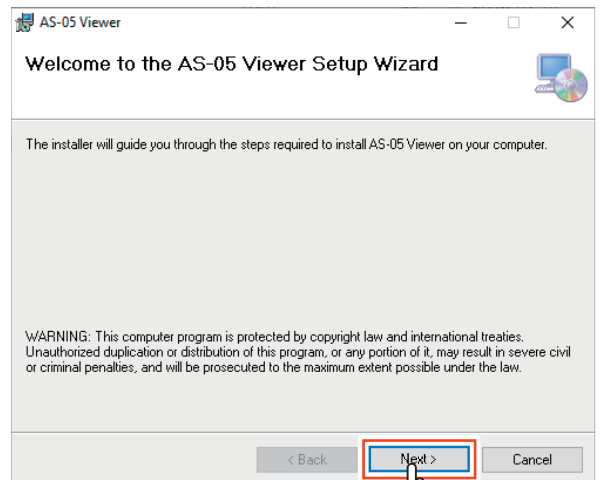 AS-05 Viewer
Welcome to the AS-05 Viewer Setup Wizard
The installer will guide you through the steps required to install AS-05 Viewer on your computer.
WARNING: This computer program is protected by copyright law and international treaties.
Unauthorized duplication or distribution of this program, or any portion of it, may result in severe civil
or criminal penalties, and will be prosecuted to the maximum extent possible under the law.
< Back Next > Cancel